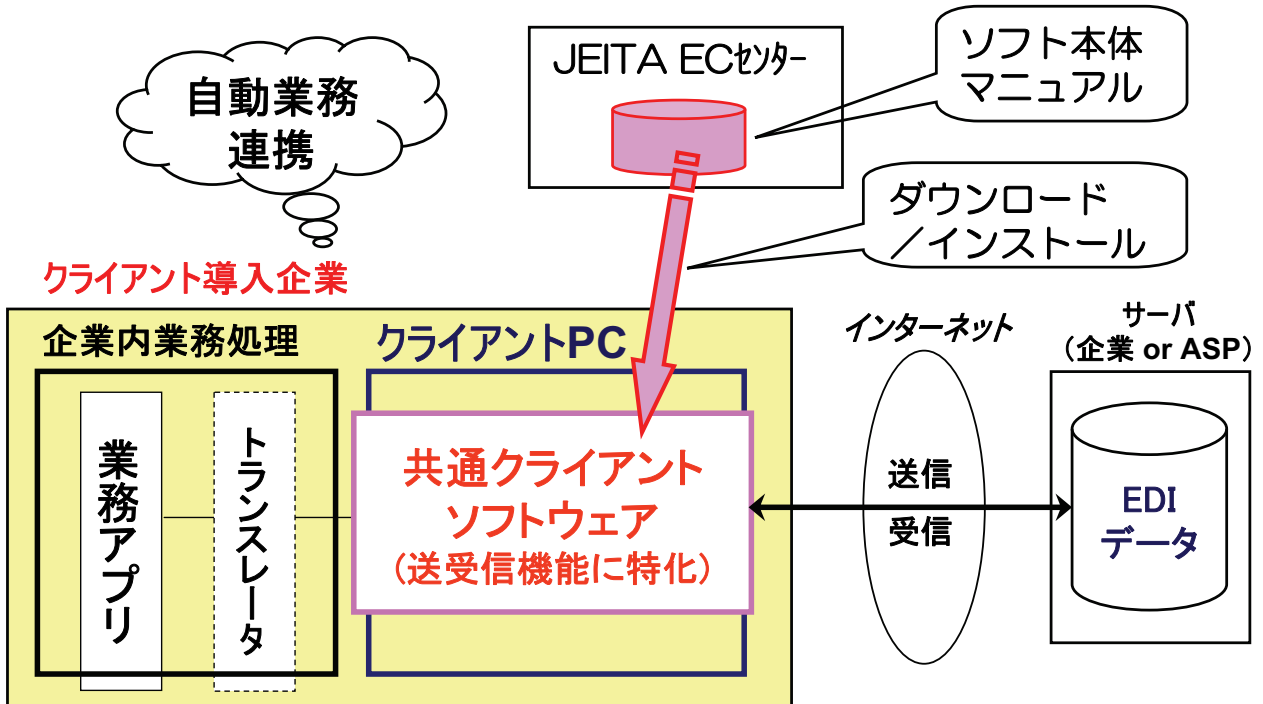 自動業務
連携
JEITA ECセンター
ソフト本体
マニュアル
ダウンロード
／インストール
クライアント導入企業
企業内業務処理
クライアントPC
インターネット
サーバ
（企業 or ASP）
業務アプリ
トランスレータ
共通クライアント
ソフトウェア
（送受信機能に特化）
送信
受信
EDI
データ